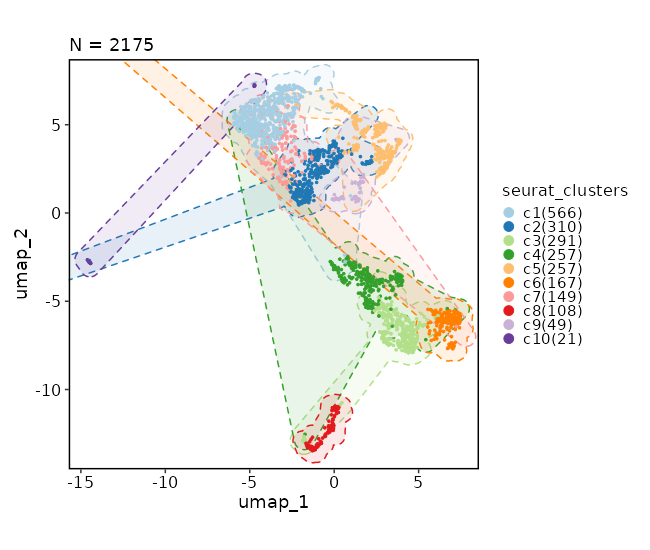 N = 2175
5
0
-5
-10
-15
-10
-5
0
5
umap_1
umap_2
seurat_clusters
c1(566)
c2(310)
c3(291)
c4(257)
c5(257)
c6(167)
c7(149)
c8(108)
c9(49)
c10(21)